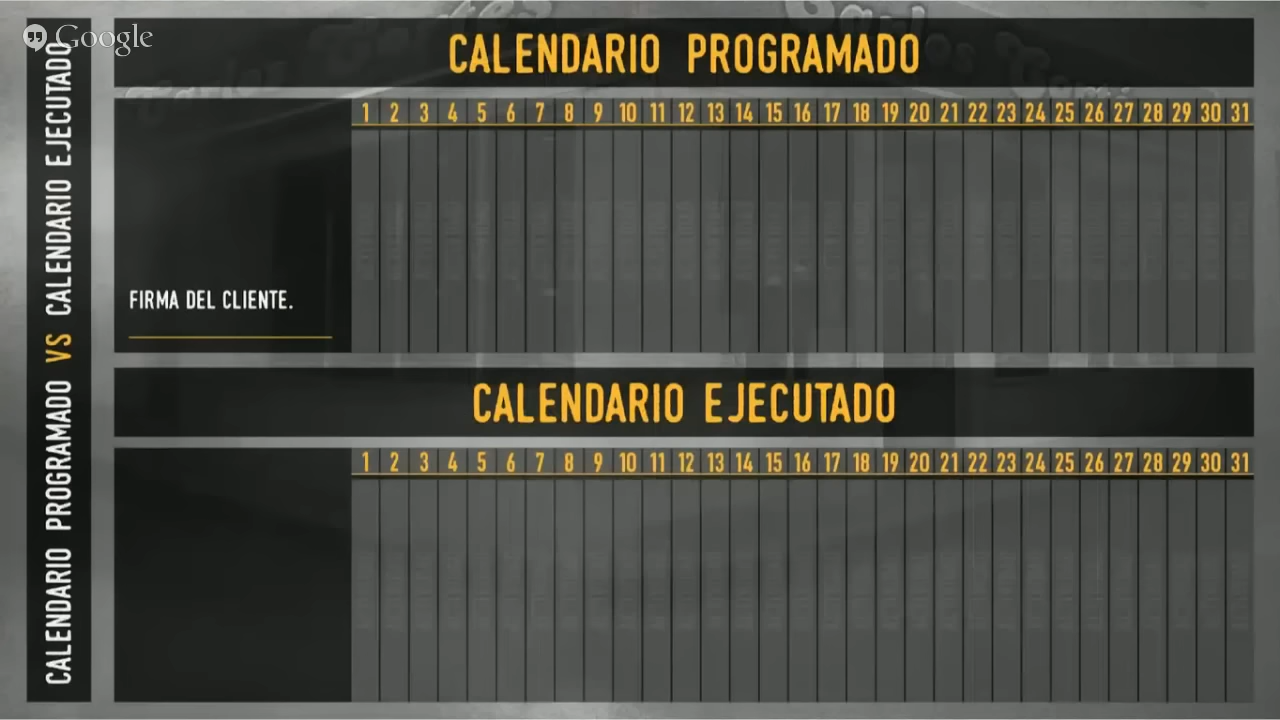 Google
CALENDARIO PROGRAMADO VS CALENDARIO EJECUTADO
CALENDARIO PROGRAMADO
1 2 3 4 5 6 7 8 9 10 11 12 13 14 15 16 17 18 19 20 21 22 23 24 25 26 27 28 29 30 31
FIRMA DEL CLIENTE.
CALENDARIO EJECUTADO
1 2 3 4 5 6 7 8 9 10 11 12 13 14 15 16 17 18 19 20 21 22 23 24 25 26 27 28 29 30 31